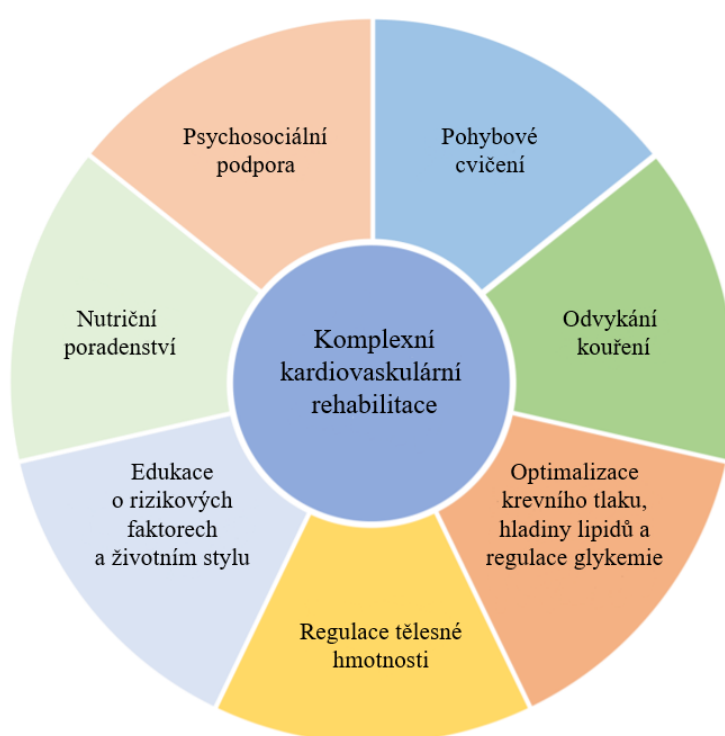 Psychosociální
podpora
Pohybové
cvičení
Nutriční
poradenství
Komplexní
kardiovaskulární
rehabilitace
Odvykání
kouření
Edukace
o rizikových
faktorech
a životním stylu
Optimalizace
krevního tlaku,
hladiny lipidů a
regulace glykemie
Regulace tělesné
hmotnosti